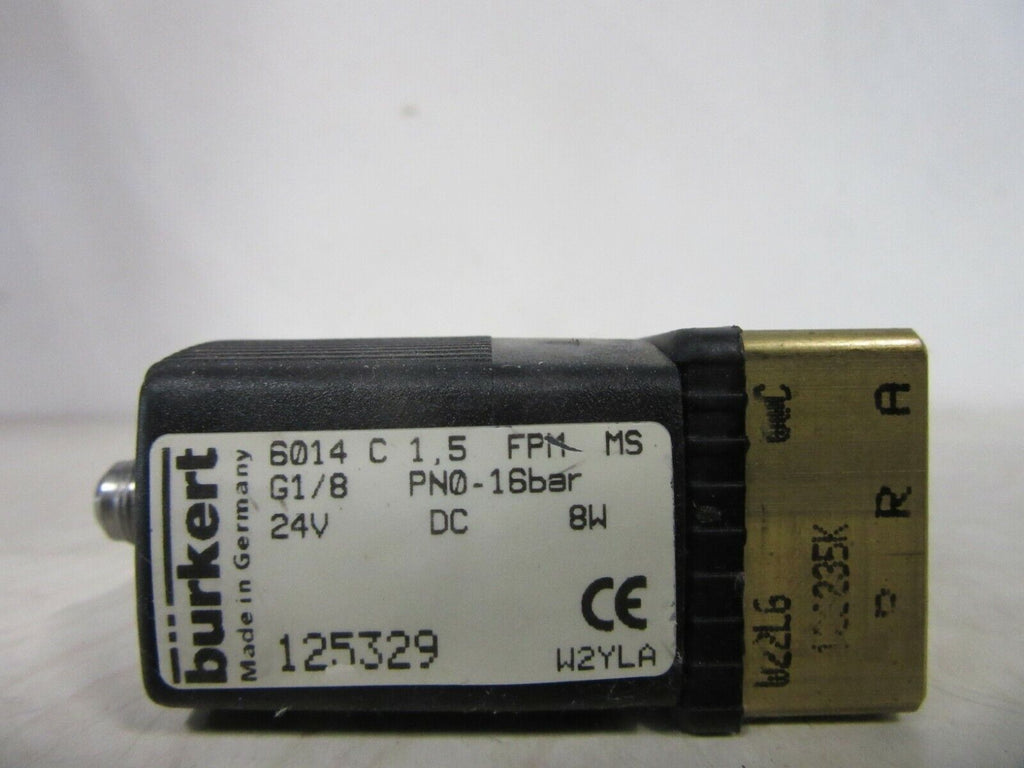 burkert
Made in Germany
6014 C 1,5 FPM MS
G1/8 PN0-16bar
24V DC 8W
CE
125329 W2YLA
W22LG
A
R